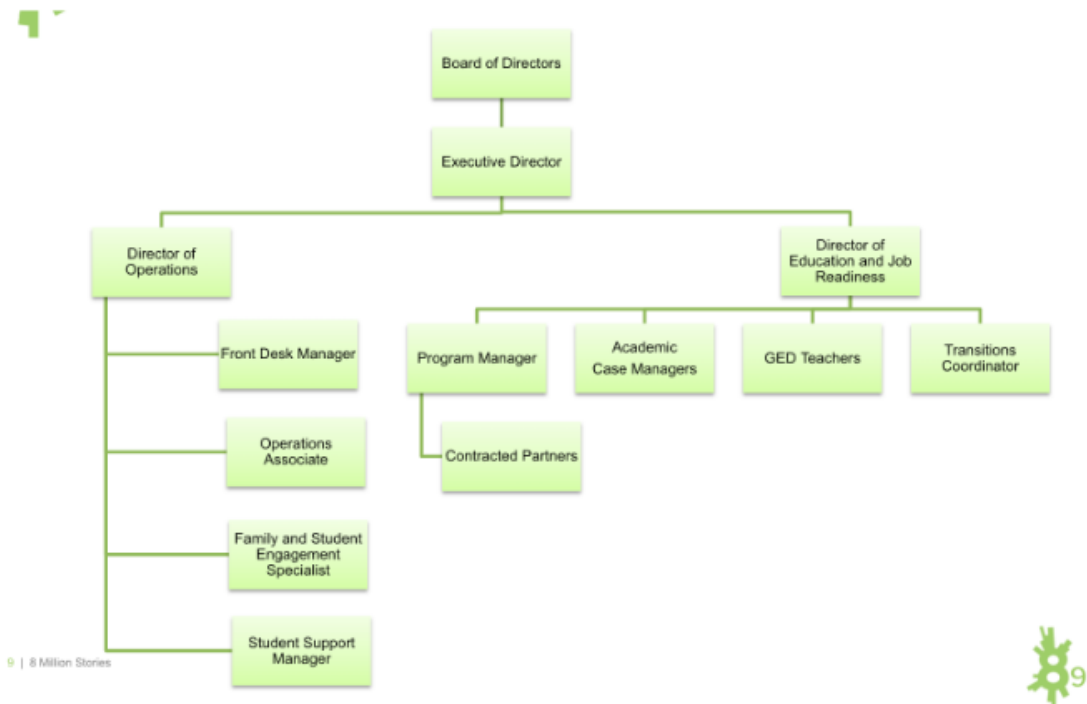 Board of Directors
Executive Director
Director of
Operations
Director of
Education and Job
Readiness
Front Desk Manager
Operations
Associate
Family and Student
Engagement
Specialist
Student Support
Manager
Program Manager
Academic
Case Managers
GED Teachers
Transitions
Coordinator
Contracted Partners
9 | 8 Million Stories
8
9